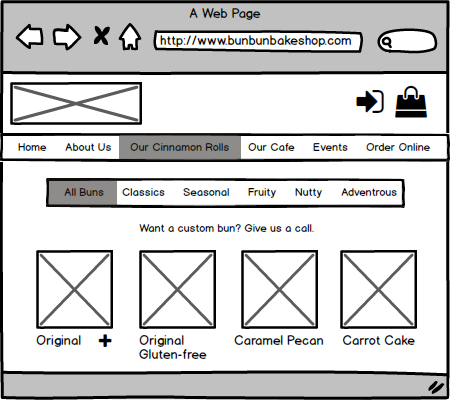 A Web Page
http://www.bunbunbakeshop.com
Home About Us Our Cinnamon Rolls Our Cafe Events Order Online
All Buns Classics Seasonal Fruity Nutty Adventrous
Want a custom bun? Give us a call.
Original Original Gluten-free Caramel Pecan Carrot Cake